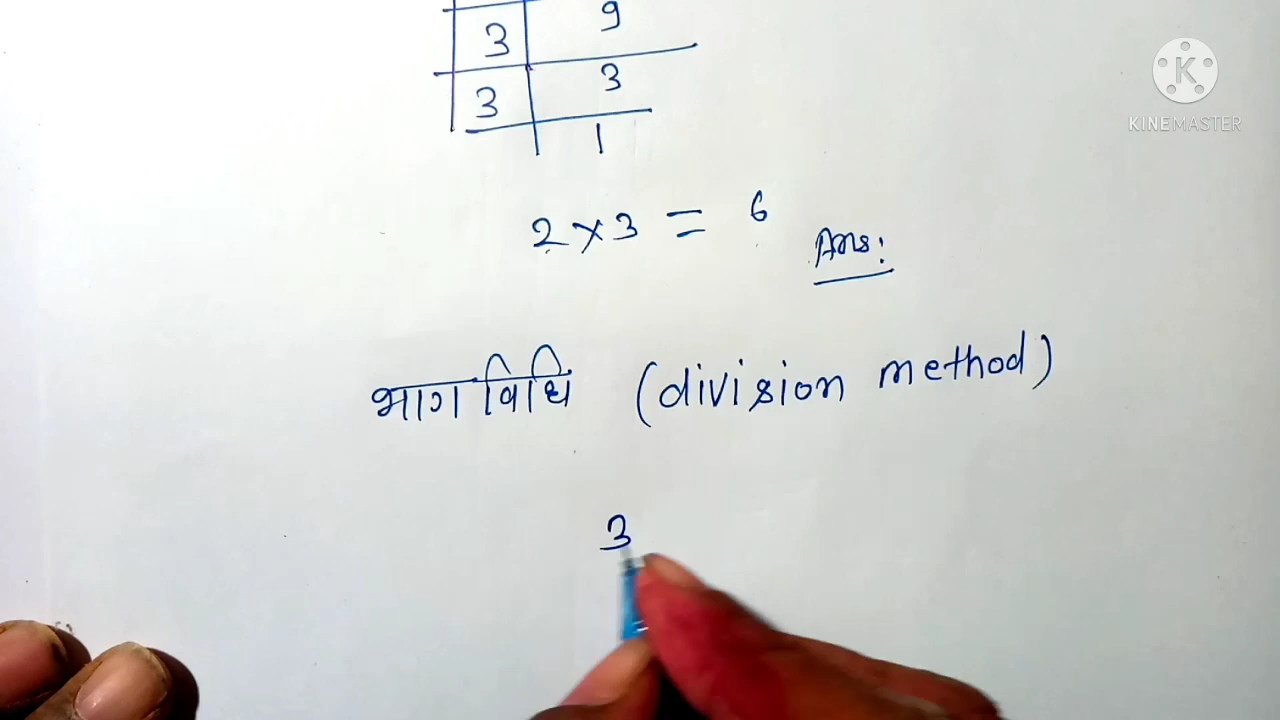 3 9
3 3
1
2 × 3 = 6 Ans:
भाग विधि (division method)
3
K
KINEMASTER